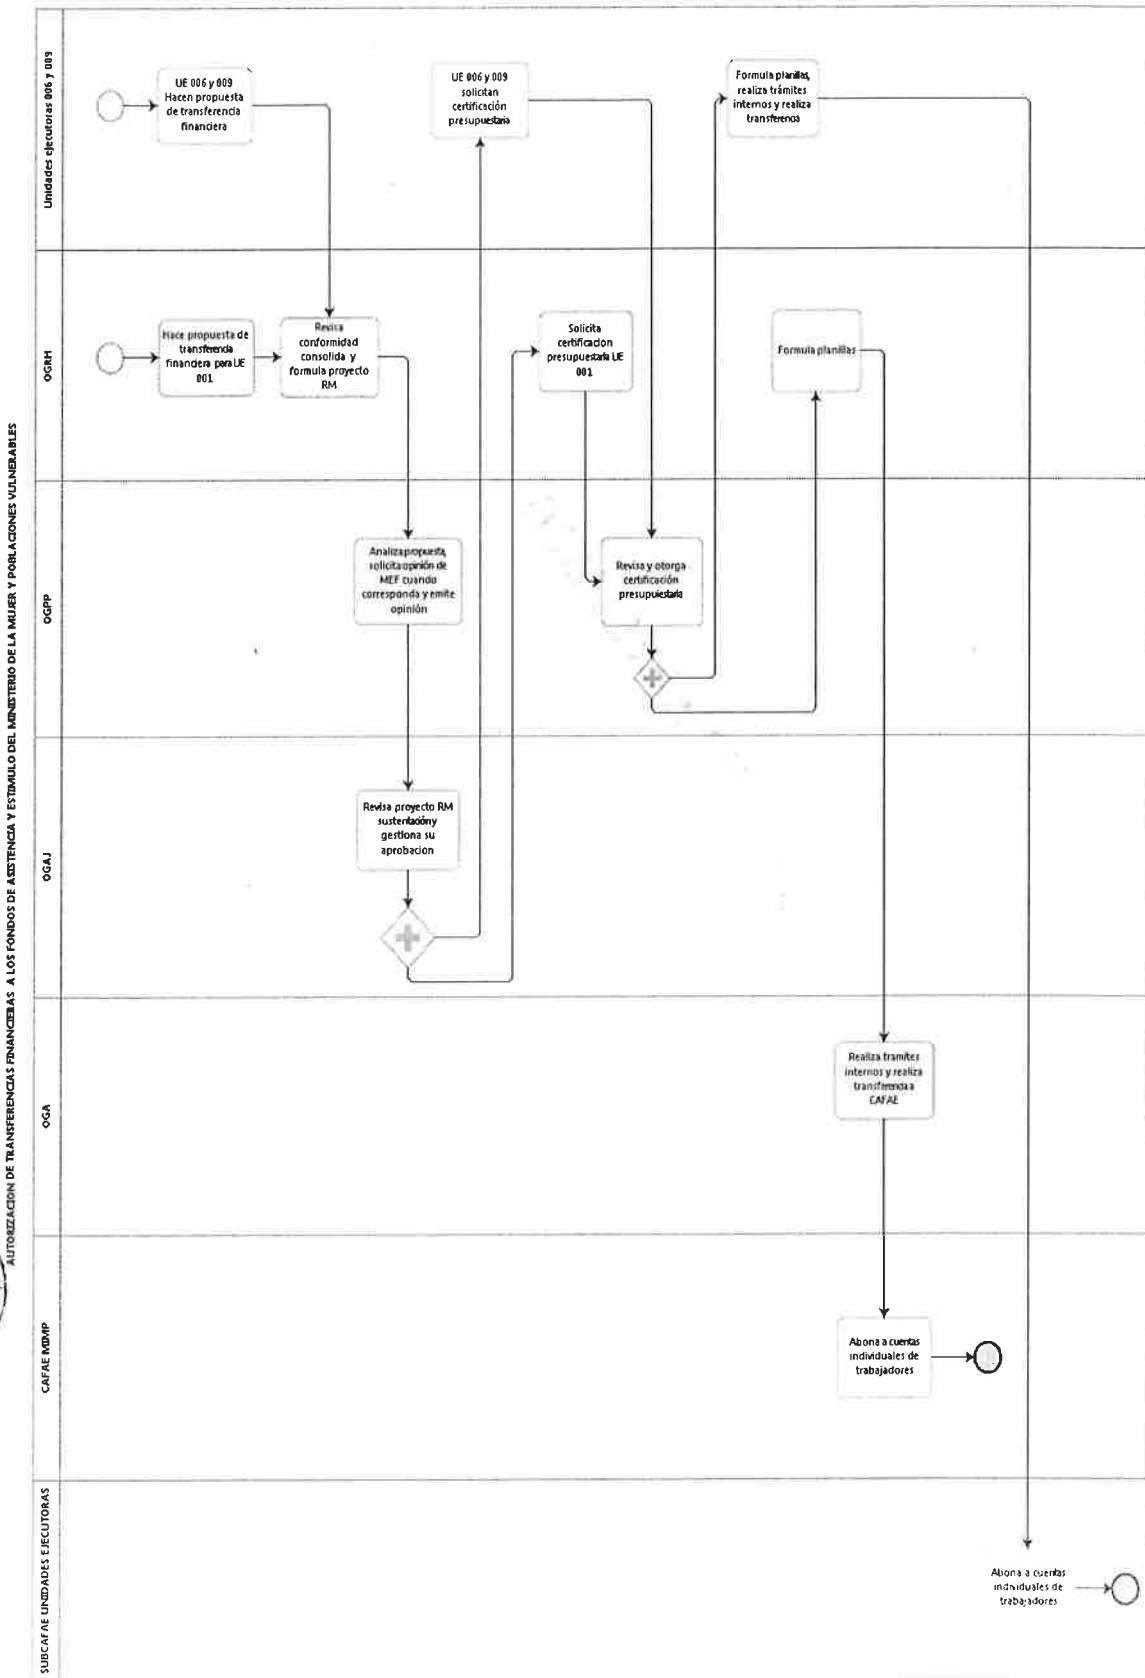 AUTORIZACION DE TRANSFERENCIAS FINANCIERAS A LOS FONDOS DE ASISTENCIA Y ESTIMULO DEL MINISTERIO DE LA MUJER Y POBLACIONES VULNERABLES
Unidades ejecutoras 006 y 009
UE 006 y 009
Hacen propuesta
de transferencia
financiera
UE 006 y 009
solicitan
certificación
presupuestaria
Formula planillas,
realiza trámites
internos y realiza
transferencia
OGRH
Hace propuesta de
transferencia
financiera para UE
001
Revisa
conformidad
consolida y
formula proyecto
RM
Solicita
certificacion
presupuestaria UE
001
Formula planillas
OGPP
Analiza propuesta,
solicita opinión de
MEF cuando
corresponda y emite
opinión
Revisa y otorga
certificación
presupuiestaria
OGAJ
Revisa proyecto RM
sustentación y
gestiona su
aprobacion
OGA
Realiza tramites
internos y realiza
transferencia a
CAFAE
CAFAE MIMP
Abona a cuentas
individuales de
trabajadores
SUBCAFAE UNIDADES EJECUTORAS
Abona a cuentas
individuales de
trabajadores